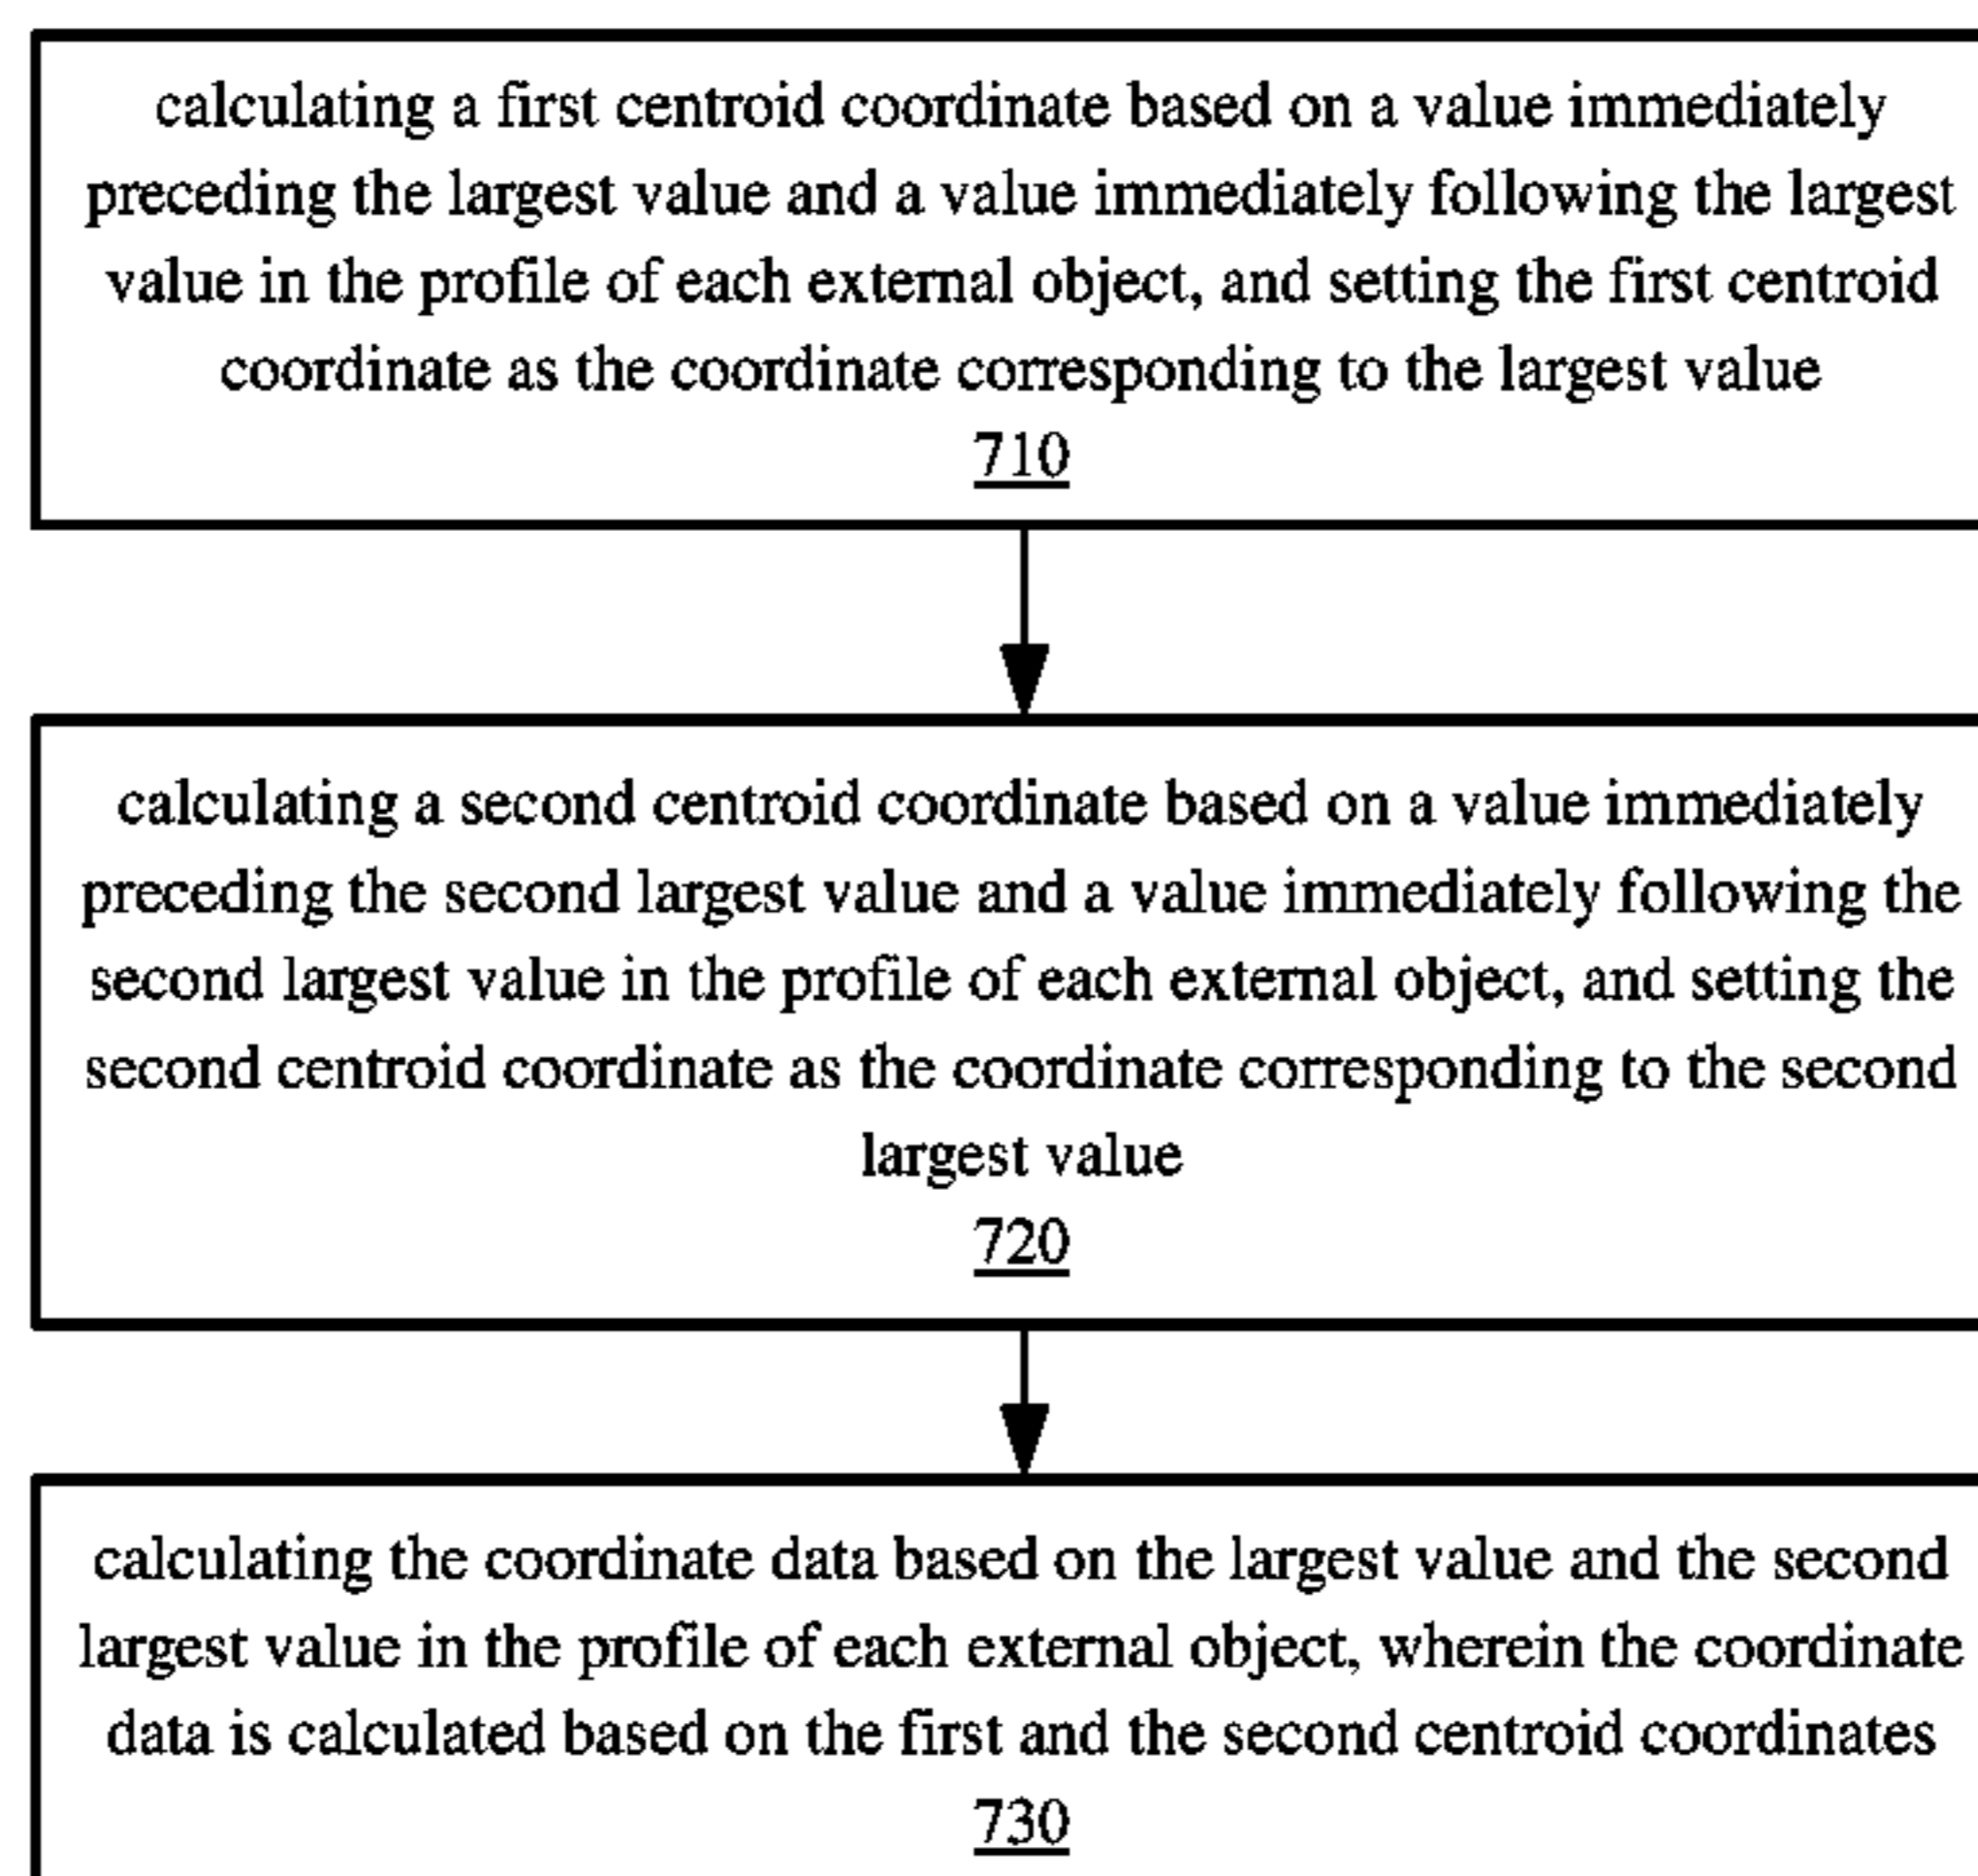 calculating a first centroid coordinate based on a value immediately
preceding the largest value and a value immediately following the largest
value in the profile of each external object, and setting the first centroid
coordinate as the coordinate corresponding to the largest value
710
calculating a second centroid coordinate based on a value immediately
preceding the second largest value and a value immediately following the
second largest value in the profile of each external object, and setting the
second centroid coordinate as the coordinate corresponding to the second
largest value
720
calculating the coordinate data based on the largest value and the second
largest value in the profile of each external object, wherein the coordinate
data is calculated based on the first and the second centroid coordinates
730